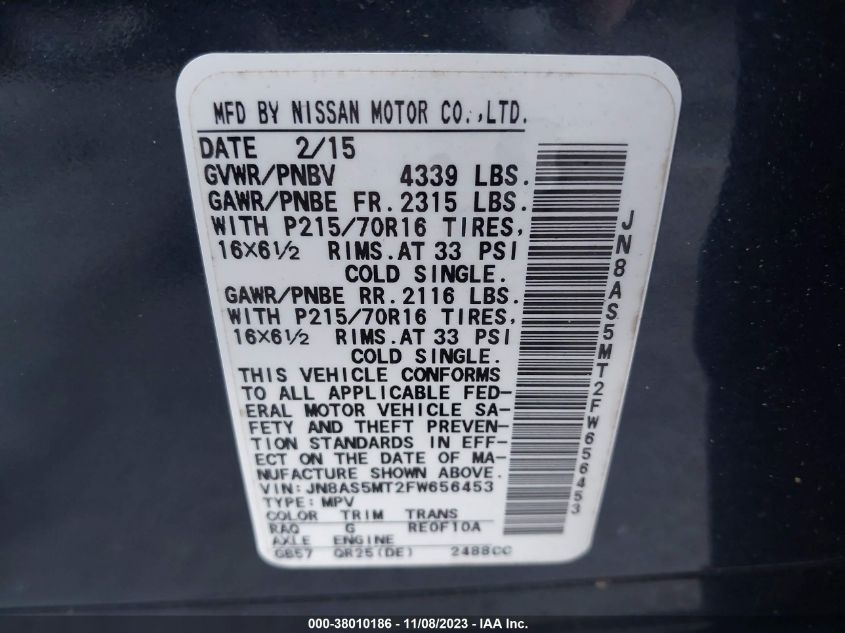 MFD BY NISSAN MOTOR CO.,LTD.
DATE 2/15
GVWR/PNBV 4339 LBS.
GAWR/PNBE FR.2315 LBS.
WITH P215/70R16 TIRES,
16X6½ RIMS.AT 33 PSI
COLD SINGLE.
GAWR/PNBE RR.2116 LBS.
WITH P215/70R16 TIRES,
16X6½ RIMS.AT 33 PSI
COLD SINGLE.
THIS VEHICLE CONFORMS
TO ALL APPLICABLE FED-
ERAL MOTOR VEHICLE SA-
FETY AND THEFT PREVEN-
TION STANDARDS IN EFF-
ECT ON THE DATE OF MA-
NUFACTURE SHOWN ABOVE.
VIN:JN8AS5MT2FW656453
TYPE:MPV
COLOR TRIM TRANS
RAQ G RE0F10A
AXLE ENGINE
GB57 QR25(DE) 2488CC
JN8AS5MT2FW656453
000-38010186 - 11/08/2023 - © IAA